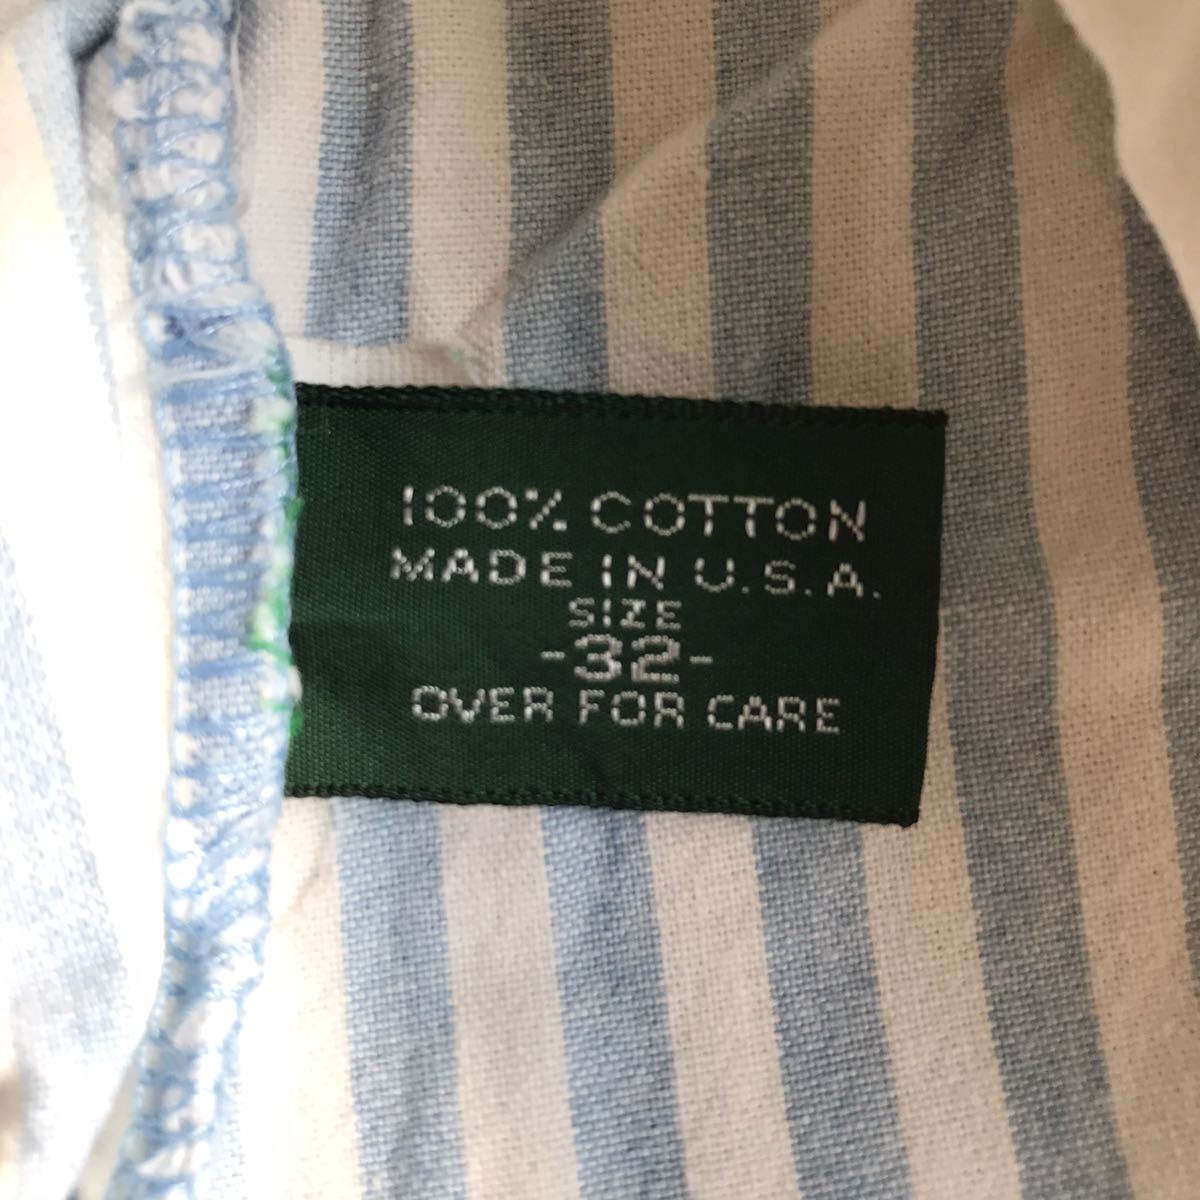 100% COTTON
MADE IN U.S.A.
SIZE
-32-
OVER FOR CARE